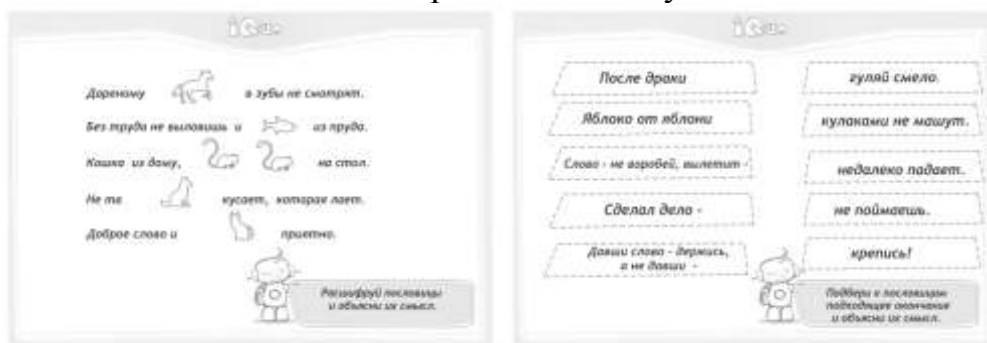 Дареному в зубы не смотрят.
Без труда не выловишь и из пруда.
Кошка из дому, на стол.
Не та кусает, которая лает.
Доброе слово и приятно.
Расшифруй пословицы
и объясни их смысл.
После драки
гуляй смело.
Яблоко от яблони
кулаками не машут.
Слово - не воробей, вылетит -
недалеко падает.
Сделал дело -
не поймаешь.
Давши слово - держись,
а не давши -
крепись!
Подбери к пословицам
подходящее окончание
и объясни их смысл.